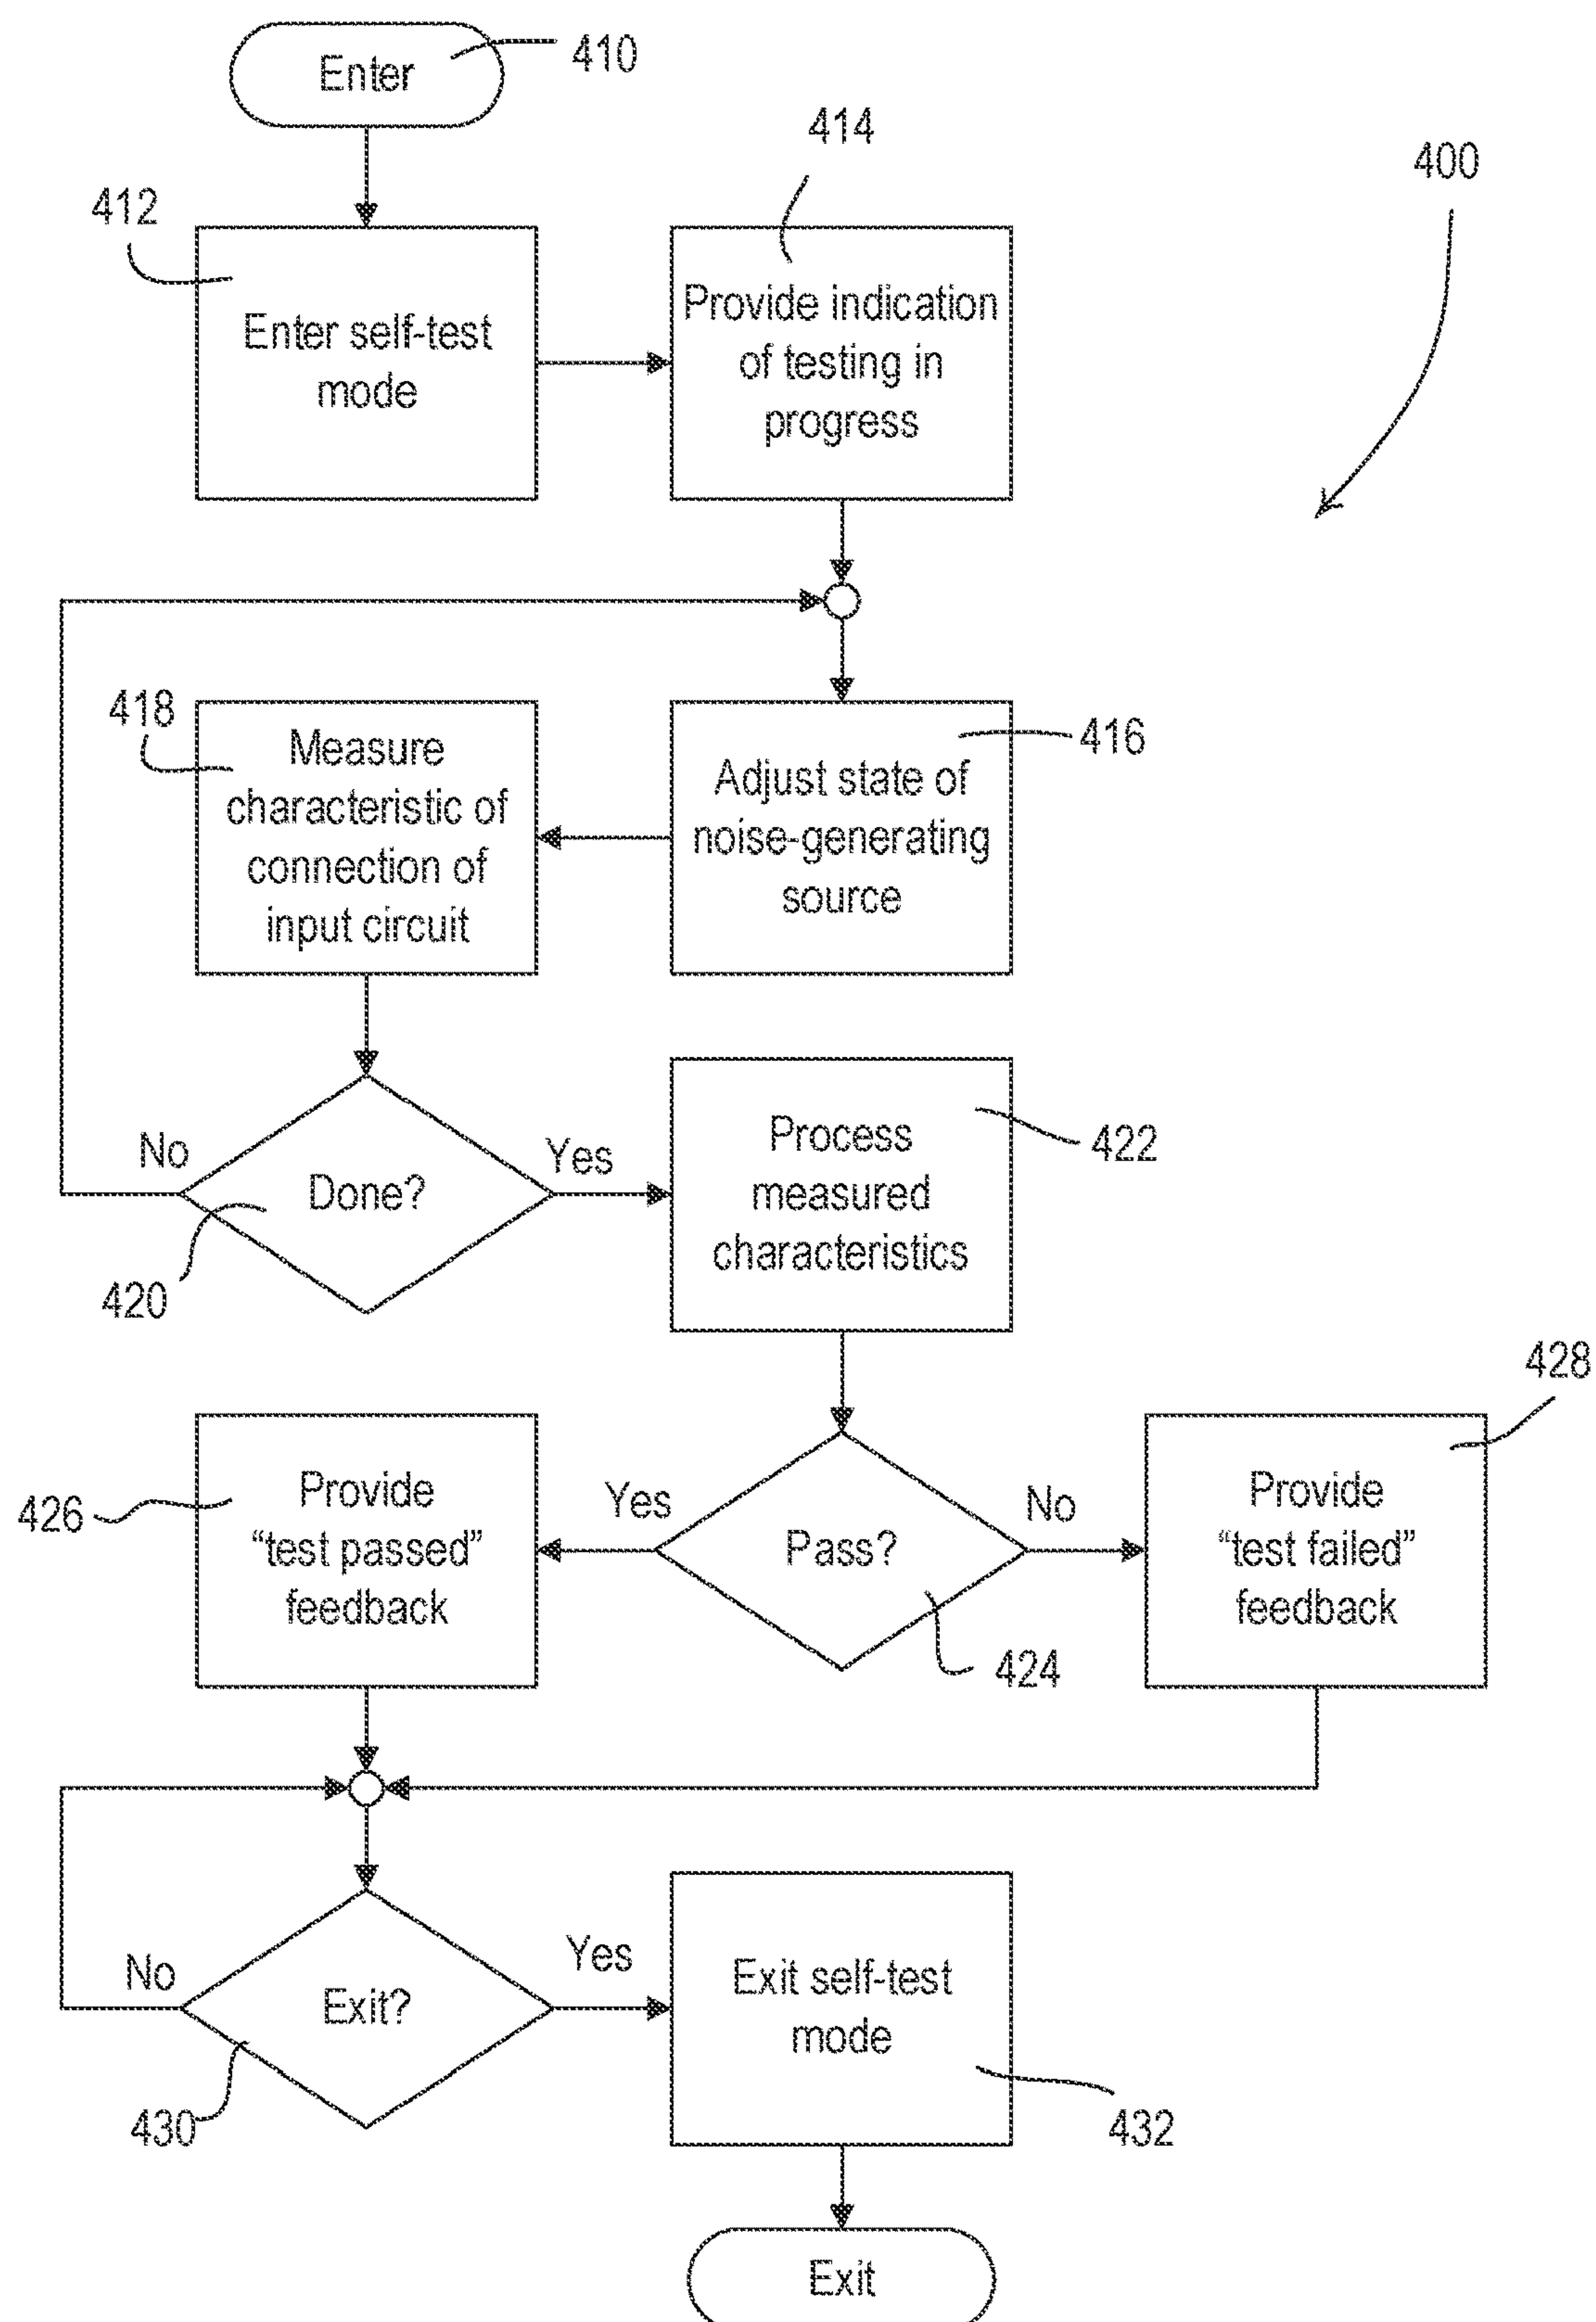 Enter
410
414
400
412
Enter self-test
mode
Provide indication
of testing in
progress
418
Measure
characteristic of
connection of
input circuit
416
Adjust state of
noise-generating
source
No
Done?
Yes
420
Process
measured
characteristics
422
428
426
Provide
“test passed”
feedback
Yes
Pass?
No
424
Provide
“test failed”
feedback
No
Exit?
Yes
430
Exit self-test
mode
432
Exit